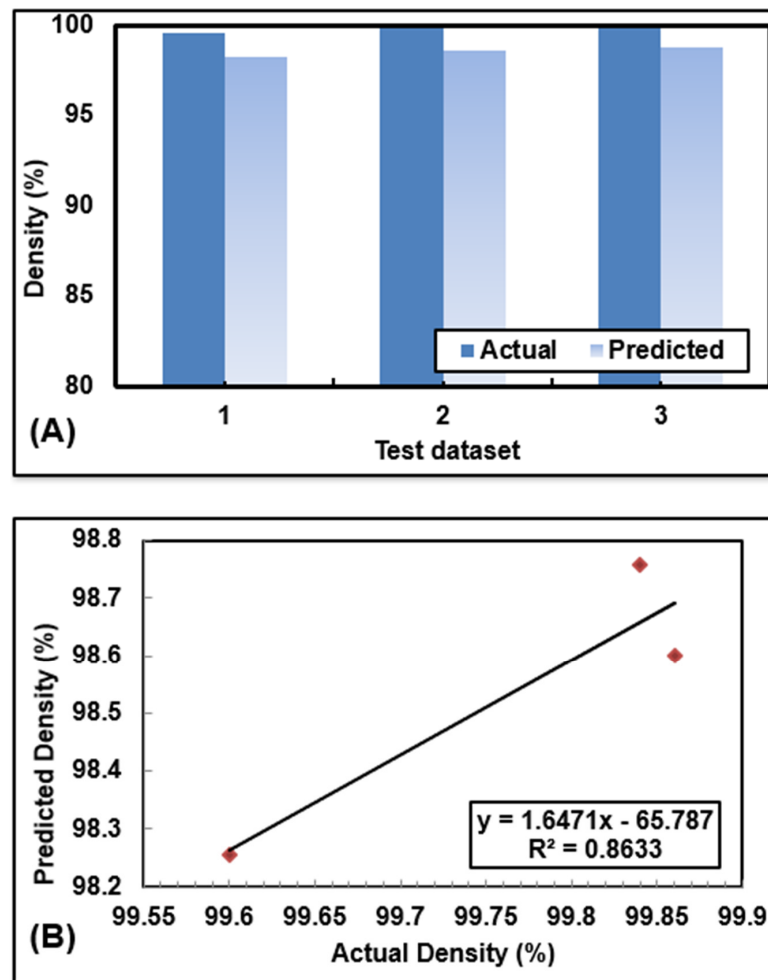 100
95
90
85
80
Density (%)
Actual
Predicted
1
2
3
(A)
Test dataset
98.8
98.7
98.6
98.5
98.4
98.3
98.2
Predicted Density (%)
y = 1.6471x - 65.787
R² = 0.8633
99.55 99.6 99.65 99.7 99.75 99.8 99.85 99.9
(B)
Actual Density (%)